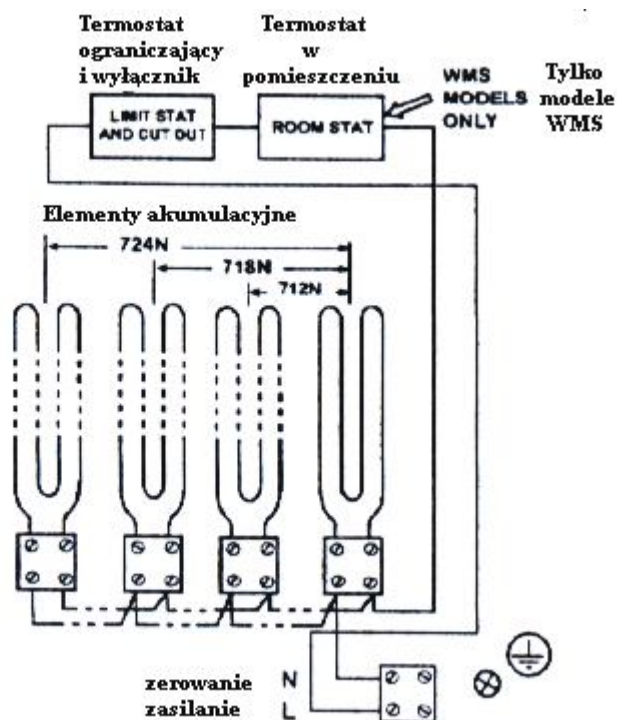 Termostat
ograniczający
i wyłącznik
Termostat
w
pomieszczeniu
WMS
MODELS
ONLY
Tylko
modele
WMS
LIMIT STAT
AND CUT OUT
ROOM STAT
Elementy akumulacyjne
724N
718N
712N
zerowanie N
zasilanie L